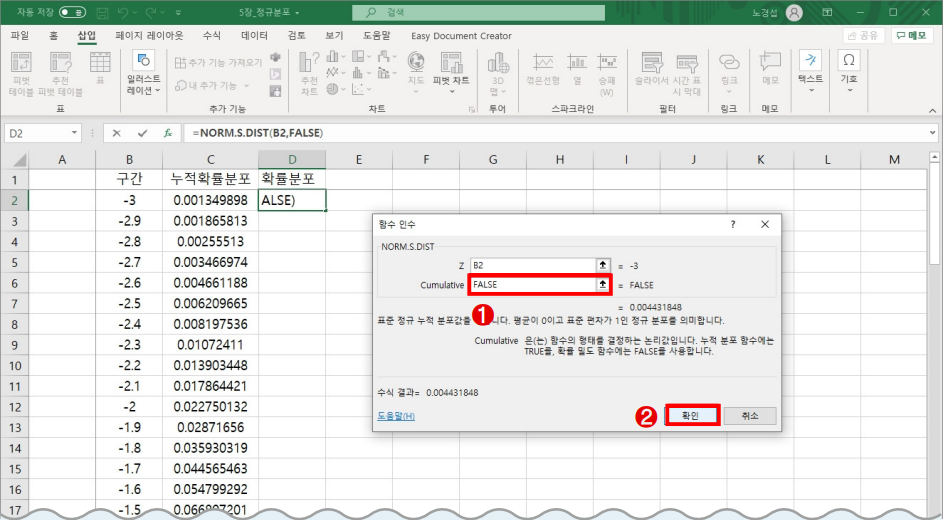 자동 저장 5장_정규분포 검색 노경섭
파일 홈 삽입 페이지 레이아웃 수식 데이터 검토 보기 도움말 Easy Document Creator 공유 메모
피벗 테이블 추천 피벗 테이블 표 일러스트레이션 추가 기능 가져오기 내 추가 기능 추천 차트 지도 피벗 차트 3D 맵 꺾은선형 열 승패 (W) 슬라이서 시간 표시 막대 링크 메모 텍스트 기호
표 추가 기능 차트 투어 스파크라인 필터 링크 메모
D2 fx =NORM.S.DIST(B2,FALSE)
A B C D E F G H I J K L M
1 구간 누적확률분포 확률분포
2 -3 0.001349898 ALSE)
3 -2.9 0.001865813
4 -2.8 0.00255513
5 -2.7 0.003466974
6 -2.6 0.004661188
7 -2.5 0.006209665
8 -2.4 0.008197536
9 -2.3 0.01072411
10 -2.2 0.013903448
11 -2.1 0.017864421
12 -2 0.022750132
13 -1.9 0.02871656
14 -1.8 0.035930319
15 -1.7 0.044565463
16 -1.6 0.054799292
17 -1.5
함수 인수 ?
NORM.S.DIST
Z B2 = -3
Cumulative FALSE = FALSE
= 0.004431848
표준 정규 누적 분포값을 1 니다. 평균이 0이고 표준 편차가 1인 정규 분포를 의미합니다.
Cumulative 은(는) 함수의 형태를 결정하는 논리값입니다. 누적 분포 함수에는
TRUE를, 확률 밀도 함수에는 FALSE를 사용합니다.
수식 결과= 0.004431848
도움말(H) 2 확인 취소